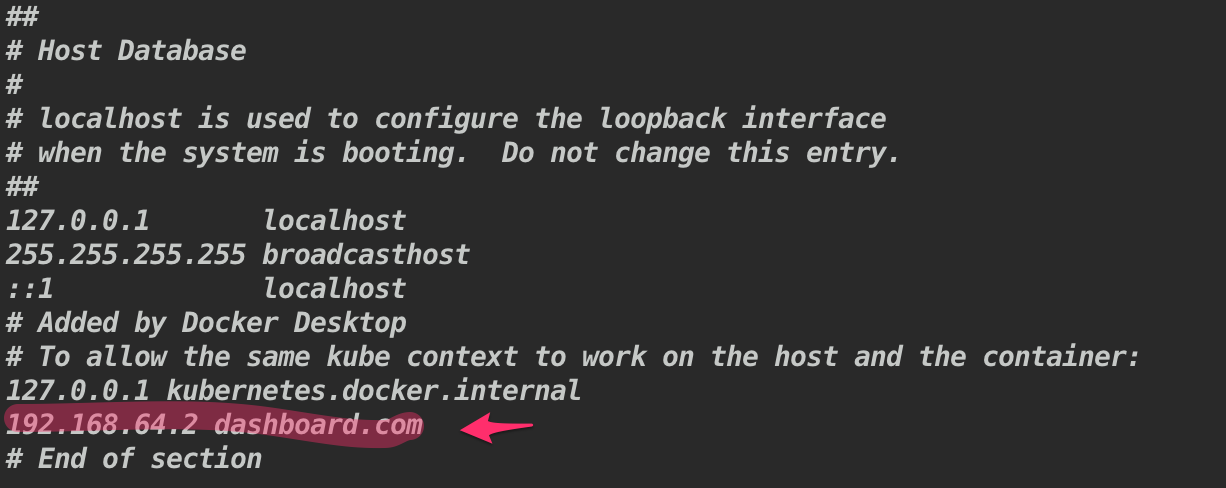 ##
# Host Database
#
# localhost is used to configure the loopback interface
# when the system is booting.  Do not change this entry.
##
127.0.0.1       localhost
255.255.255.255 broadcasthost
::1             localhost
# Added by Docker Desktop
# To allow the same kube context to work on the host and the container:
127.0.0.1 kubernetes.docker.internal
192.168.64.2 dashboard.com
# End of section